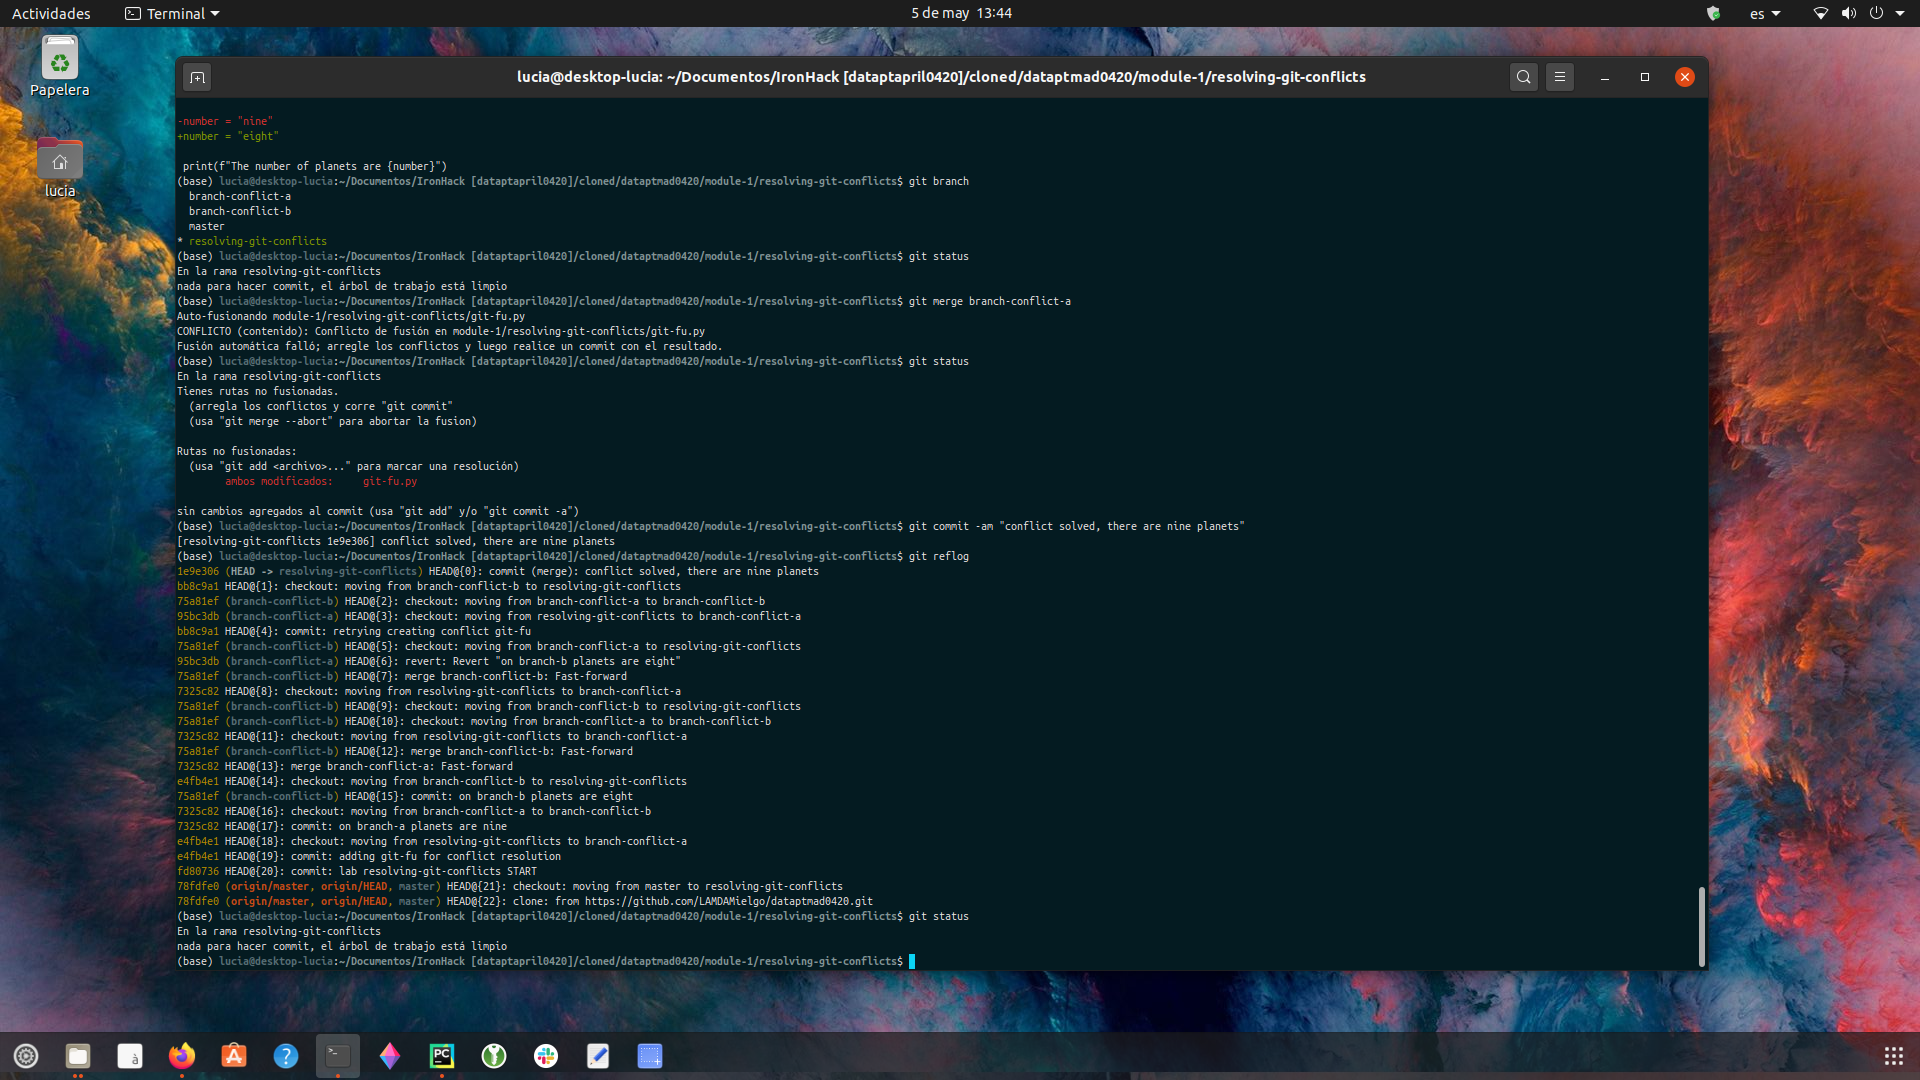 Actividades
Terminal
5 de may 13:44
es
Papelera
lucia
lucia@desktop-lucia: ~/Documentos/IronHack [dataptapril0420]/cloned/dataptmad0420/module-1/resolving-git-conflicts
-number = "nine"
+number = "eight"
print(f"The number of planets are {number}")
(base) lucia@desktop-lucia:~/Documentos/IronHack [dataptapril0420]/cloned/dataptmad0420/module-1/resolving-git-conflicts$ git branch
branch-conflict-a
branch-conflict-b
master
* resolving-git-conflicts
(base) lucia@desktop-lucia:~/Documentos/IronHack [dataptapril0420]/cloned/dataptmad0420/module-1/resolving-git-conflicts$ git status
En la rama resolving-git-conflicts
nada para hacer commit, el árbol de trabajo está limpio
(base) lucia@desktop-lucia:~/Documentos/IronHack [dataptapril0420]/cloned/dataptmad0420/module-1/resolving-git-conflicts$ git merge branch-conflict-a
Auto-fusionando module-1/resolving-git-conflicts/git-fu.py
CONFLICTO (contenido): Conflicto de fusión en module-1/resolving-git-conflicts/git-fu.py
Fusión automática falló; arregle los conflictos y luego realice un commit con el resultado.
(base) lucia@desktop-lucia:~/Documentos/IronHack [dataptapril0420]/cloned/dataptmad0420/module-1/resolving-git-conflicts$ git status
En la rama resolving-git-conflicts
Tienes rutas no fusionadas.
(arregla los conflictos y corre "git commit"
(usa "git merge --abort" para abortar la fusion)
Rutas no fusionadas:
(usa "git add <archivo>..." para marcar una resolución)
ambos modificados: git-fu.py
sin cambios agregados al commit (usa "git add" y/o "git commit -a")
(base) lucia@desktop-lucia:~/Documentos/IronHack [dataptapril0420]/cloned/dataptmad0420/module-1/resolving-git-conflicts$ git commit -am "conflict solved, there are nine planets"
[resolving-git-conflicts 1e9e306] conflict solved, there are nine planets
(base) lucia@desktop-lucia:~/Documentos/IronHack [dataptapril0420]/cloned/dataptmad0420/module-1/resolving-git-conflicts$ git reflog
1e9e306 (HEAD -> resolving-git-conflicts) HEAD@{0}: commit (merge): conflict solved, there are nine planets
bb8c9a1 HEAD@{1}: checkout: moving from branch-conflict-b to resolving-git-conflicts
75a81ef (branch-conflict-b) HEAD@{2}: checkout: moving from branch-conflict-a to branch-conflict-b
95bc3db (branch-conflict-a) HEAD@{3}: checkout: moving from resolving-git-conflicts to branch-conflict-a
bb8c9a1 HEAD@{4}: commit: retrying creating conflict git-fu
75a81ef (branch-conflict-b) HEAD@{5}: checkout: moving from branch-conflict-a to resolving-git-conflicts
95bc3db (branch-conflict-a) HEAD@{6}: revert: Revert "on branch-b planets are eight"
75a81ef (branch-conflict-b) HEAD@{7}: merge branch-conflict-b: Fast-forward
7325c82 HEAD@{8}: checkout: moving from resolving-git-conflicts to branch-conflict-a
75a81ef (branch-conflict-b) HEAD@{9}: checkout: moving from branch-conflict-b to resolving-git-conflicts
75a81ef (branch-conflict-b) HEAD@{10}: checkout: moving from branch-conflict-a to branch-conflict-b
7325c82 HEAD@{11}: checkout: moving from resolving-git-conflicts to branch-conflict-a
75a81ef (branch-conflict-b) HEAD@{12}: merge branch-conflict-b: Fast-forward
7325c82 HEAD@{13}: merge branch-conflict-a: Fast-forward
e4fb4e1 HEAD@{14}: checkout: moving from branch-conflict-b to resolving-git-conflicts
75a81ef (branch-conflict-b) HEAD@{15}: commit: on branch-b planets are eight
7325c82 HEAD@{16}: checkout: moving from branch-conflict-a to branch-conflict-b
7325c82 HEAD@{17}: commit: on branch-a planets are nine
e4fb4e1 HEAD@{18}: checkout: moving from resolving-git-conflicts to branch-conflict-a
e4fb4e1 HEAD@{19}: commit: adding git-fu for conflict resolution
fd80736 HEAD@{20}: commit: lab resolving-git-conflicts START
78fdfe0 (origin/master, origin/HEAD, master) HEAD@{21}: checkout: moving from master to resolving-git-conflicts
78fdfe0 (origin/master, origin/HEAD, master) HEAD@{22}: clone: from https://github.com/LAMDAMielgo/dataptmad0420.git
(base) lucia@desktop-lucia:~/Documentos/IronHack [dataptapril0420]/cloned/dataptmad0420/module-1/resolving-git-conflicts$ git status
En la rama resolving-git-conflicts
nada para hacer commit, el árbol de trabajo está limpio
(base) lucia@desktop-lucia:~/Documentos/IronHack [dataptapril0420]/cloned/dataptmad0420/module-1/resolving-git-conflicts$
à
PC